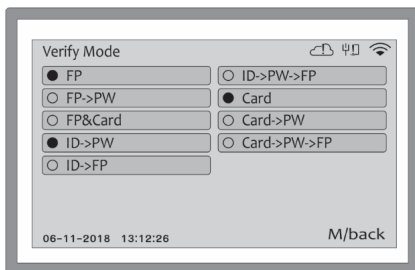 Verify Mode
FP
FP->PW
FP&Card
ID->PW
ID->FP
ID->PW->FP
Card
Card->PW
Card->PW->FP
06-11-2018 13:12:26
M/back